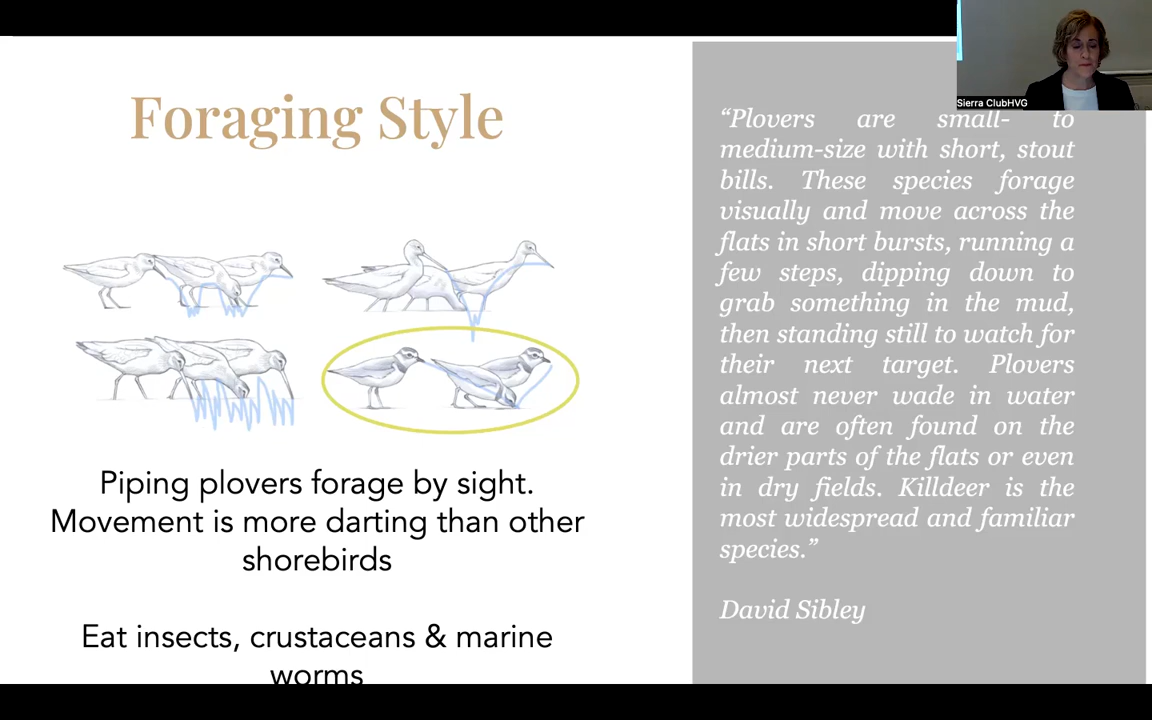 Foraging Style
Piping plovers forage by sight.
Movement is more darting than other
shorebirds
Eat insects, crustaceans & marine
worms
Sierra ClubHVG
“Plovers are small- to
medium-size with short, stout
bills. These species forage
visually and move across the
flats in short bursts, running a
few steps, dipping down to
grab something in the mud,
then standing still to watch for
their next target. Plovers
almost never wade in water
and are often found on the
drier parts of the flats or even
in dry fields. Killdeer is the
most widespread and familiar
species.”
David Sibley